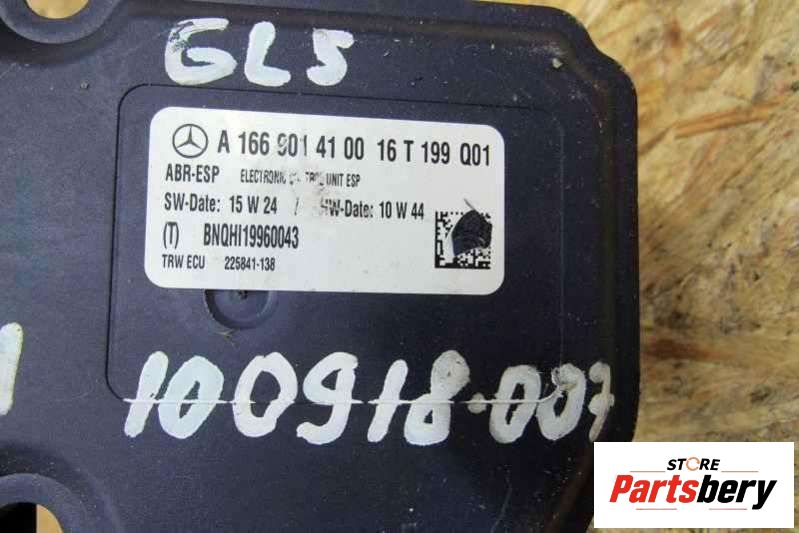 GLS
A 166 901 41 00 16 T 199 Q01
ABR-ESP ELECTRONIC UNIT ESP
SW-Date: 15 W 24 / HW-Date: 10 W 44
(T) BNQHI19960043
TRW ECU 225841-138
100918-007
STORE
Partsbery